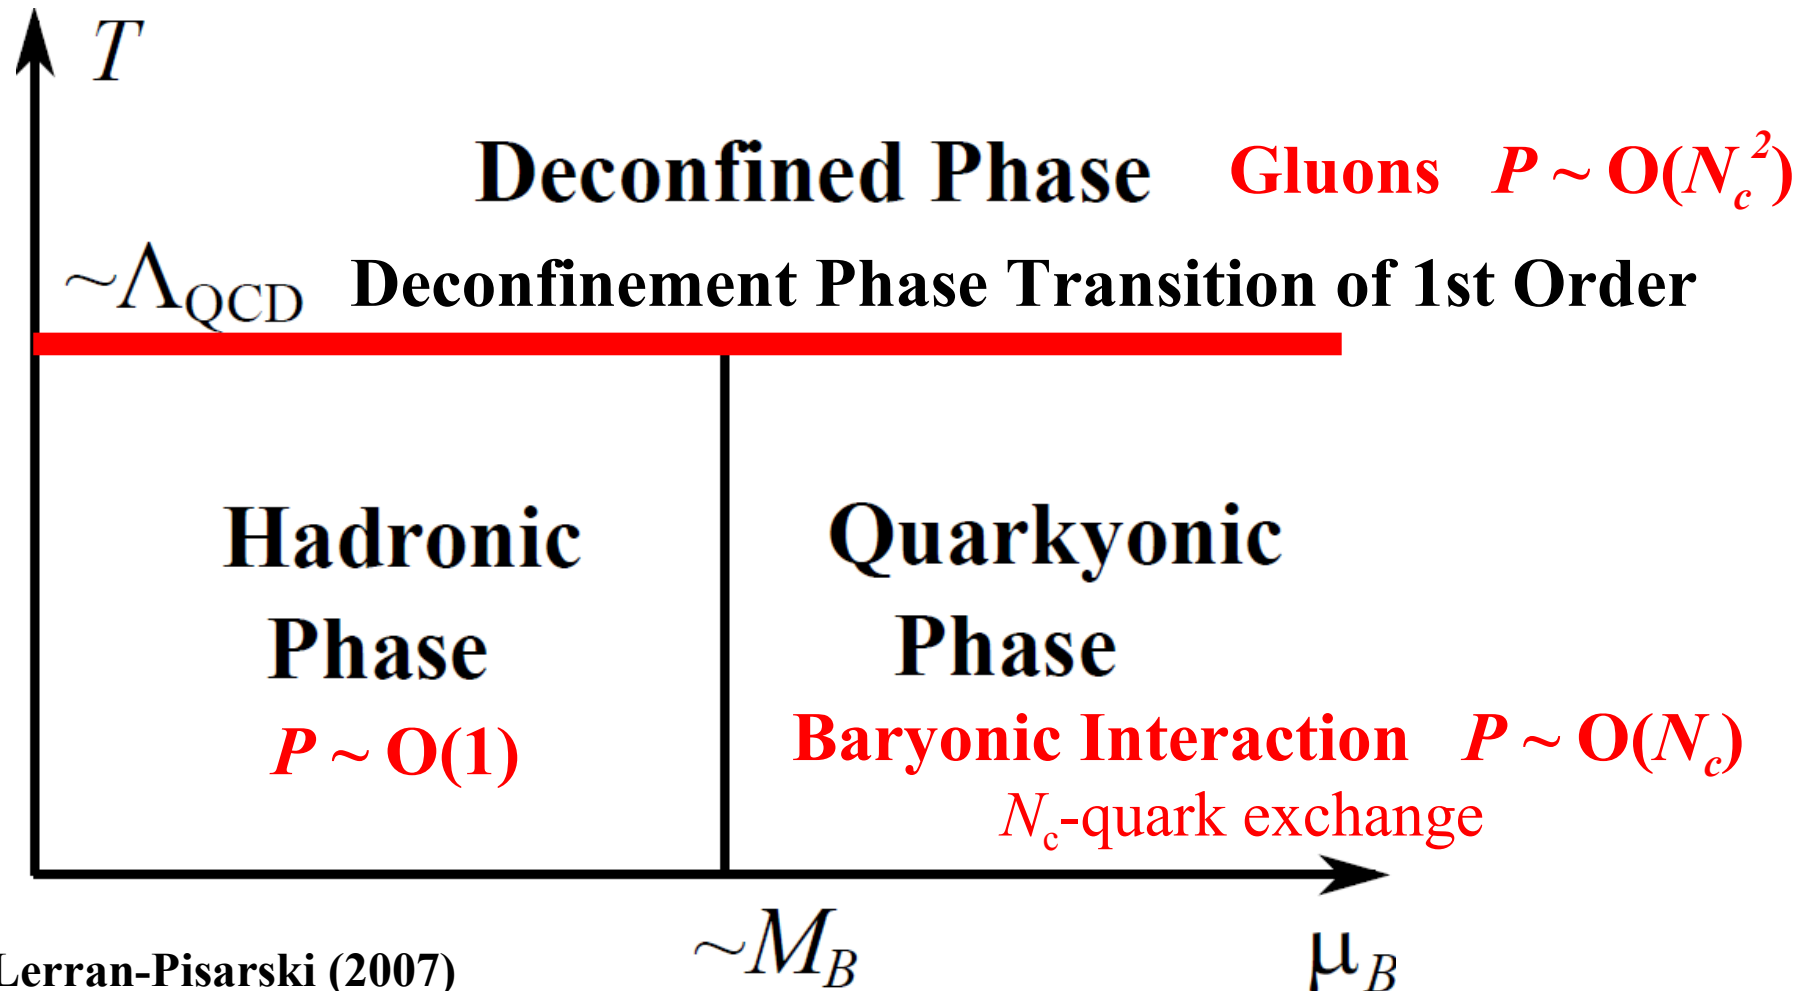 T
Deconfined Phase Gluons P ~ O(N_c^2)
~Λ_QCD Deconfinement Phase Transition of 1st Order
Hadronic
Phase
P ~ O(1)
Quarkyonic
Phase
Baryonic Interaction P ~ O(N_c)
N_c-quark exchange
~M_B
μ_B
Lerran-Pisarski (2007)